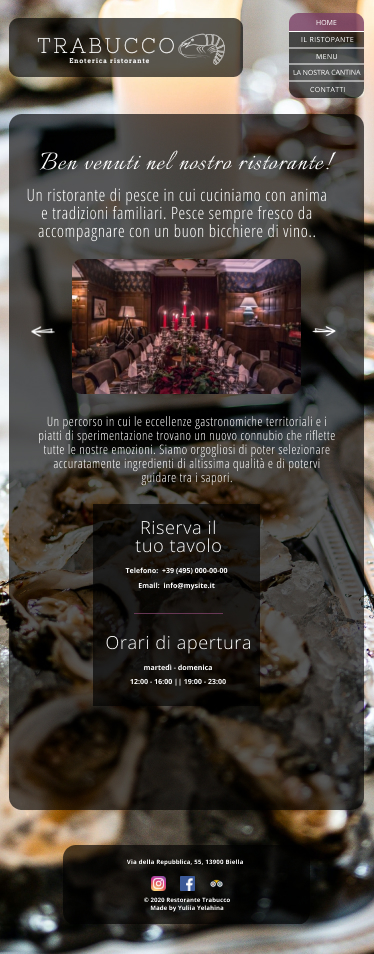 TRABUCCO
Enoterica ristorante
HOME
IL RISTOPANTE
MENU
LA NOSTRA CANTINA
CONTATTI
Ben venuti nel nostro ristorante!
Un ristorante di pesce in cui cuciniamo con anima
e tradizioni familiari. Pesce sempre fresco da
accompagnare con un buon bicchiere di vino..
Un percorso in cui le eccellenze gastronomiche territoriali e i
piatti di sperimentazione trovano un nuovo connubio che riflette
tutte le nostre emozioni. Siamo orgogliosi di poter selezionare
accuratamente ingredienti di altissima qualità e di potervi
guidare tra i sapori.
Riserva il
tuo tavolo
Telefono: +39 (495) 000-00-00
Email: info@mysite.it
Orari di apertura
martedì - domenica
12:00 - 16:00 || 19:00 - 23:00
Via della Repubblica, 55, 13900 Biella
© 2020 Restorante Trabucco
Made by Yuliia Yelahina